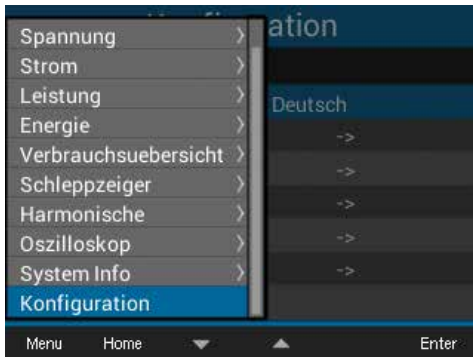 ation
Spannung
Strom
Leistung
Deutsch
Energie
->
Verbrauchsuebersicht
->
Schleppzeiger
->
Harmonische
Oszilloskop
->
System Info
->
Konfiguration
Menu Home Enter